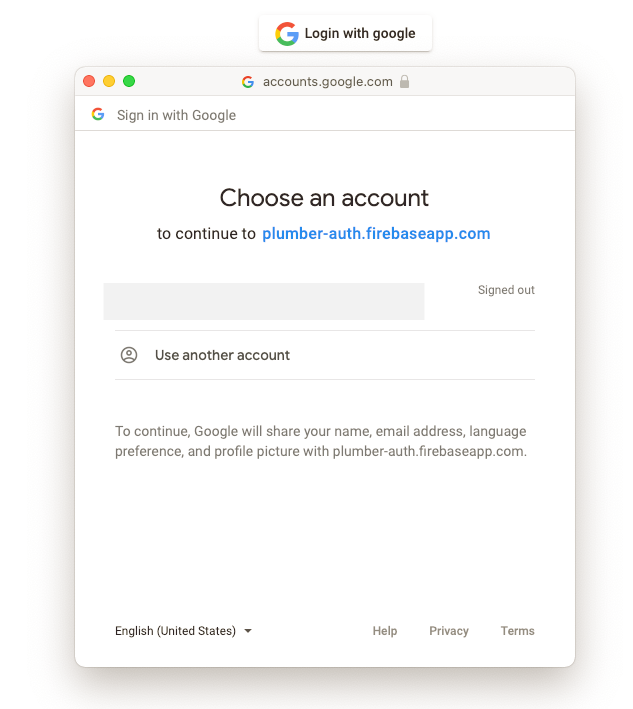 Login with google
accounts.google.com
Sign in with Google
Choose an account
to continue to plumber-auth.firebaseapp.com
Signed out
Use another account
To continue, Google will share your name, email address, language
preference, and profile picture with plumber-auth.firebaseapp.com.
English (United States) Help Privacy Terms